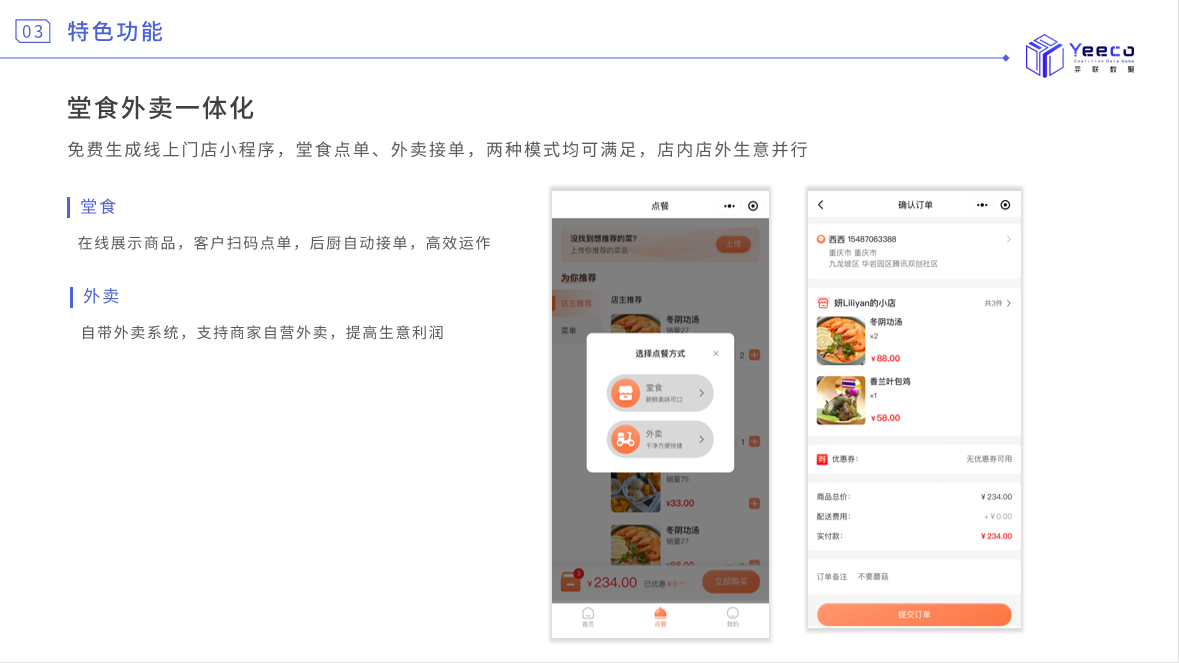 03 特色功能
Yeeco
Coalition Data Game
弈联数聚
堂食外卖一体化
免费生成线上门店小程序，堂食点单、外卖接单，两种模式均可满足，店内店外生意并行
堂食
在线展示商品，客户扫码点单，后厨自动接单，高效运作
外卖
自带外卖系统，支持商家自营外卖，提高生意利润
点餐
没找到想推荐的菜?
上传你推荐的菜品
上传
为你推荐
店主推荐
店主推荐
菜单
冬阴功汤
销量27
2
选择点餐方式
堂食
新鲜美味可口
外卖
干净方便快捷
1
销量75
¥33.00
冬阴功汤
销量27
¥88.00
3
¥234.00 已优惠¥0
立即购买
首页
点餐
我的
确认订单
西西 15487063388
重庆市 重庆市
九龙坡区 华岩园区腾讯双创社区
妍Liliyan的小店 共3件
冬阴功汤
×2
¥88.00
香兰叶包鸡
×1
¥58.00
优惠券: 无优惠券可用
商品总价: ¥234.00
配送费用: +¥0.00
实付款: ¥234.00
订单备注 不要蘑菇
提交订单